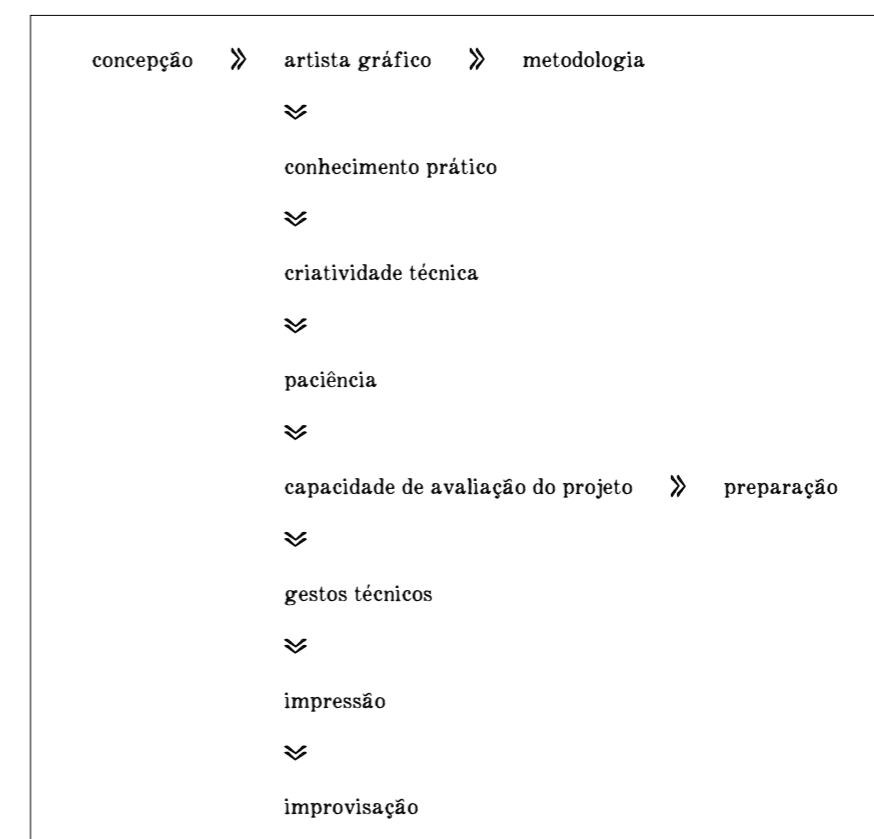 concepção » artista gráfico » metodologia
conhecimento prático
criatividade técnica
paciência
capacidade de avaliação do projeto » preparação
gestos técnicos
impressão
improvisação